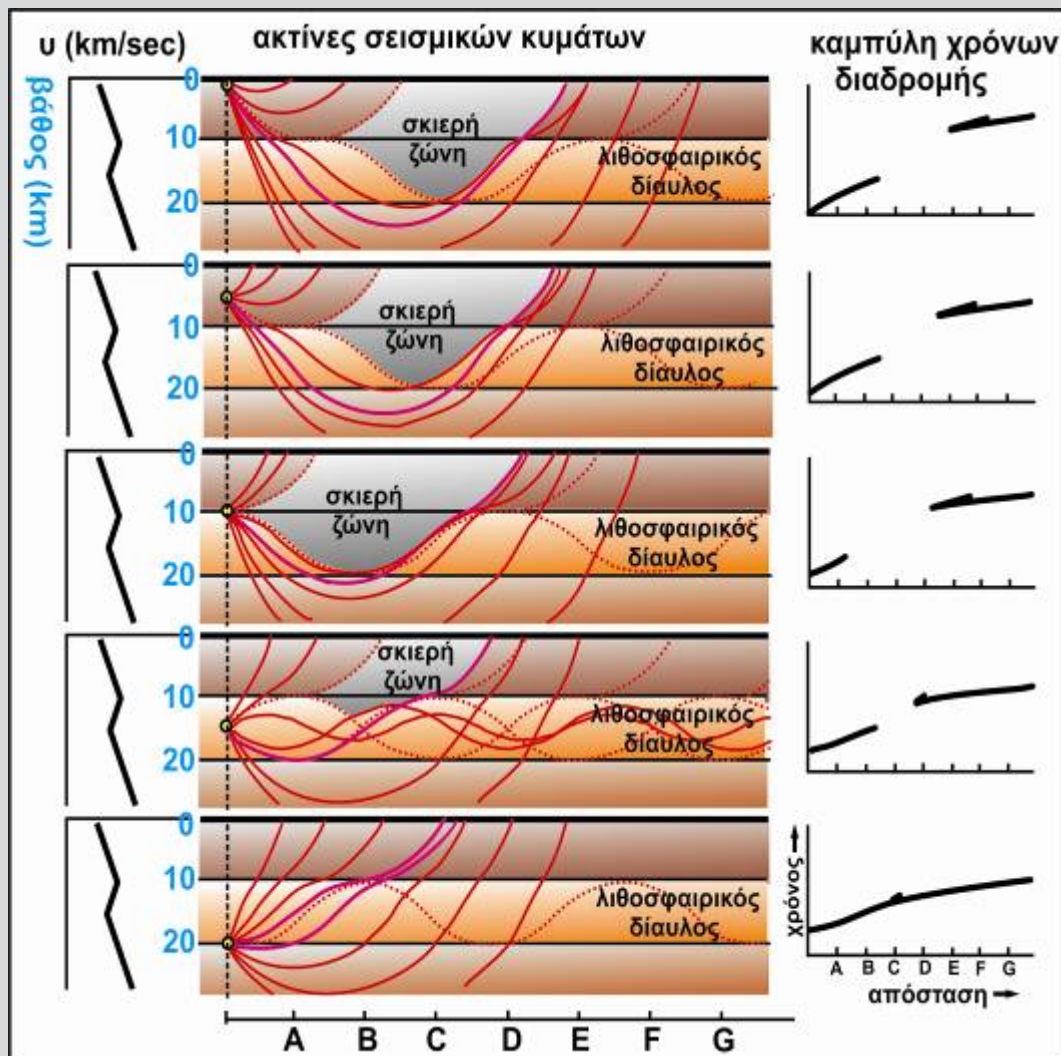 υ (km/sec)
ακτίνες σεισμικών κυμάτων
καμπύλη χρόνων
διαδρομής
βάθος (km)
0
10
20
σκιερή
ζώνη
λιθοσφαιρικός
δίαυλος
0
10
20
σκιερή
ζώνη
λιθοσφαιρικός
δίαυλος
0
10
20
σκιερή
ζώνη
λιθοσφαιρικός
δίαυλος
0
10
20
σκιερή
ζώνη
λιθοσφαιρικός
δίαυλος
0
10
20
λιθοσφαιρικός
δίαυλος
χρόνος
A B C D E F G
απόσταση
A B C D E F G